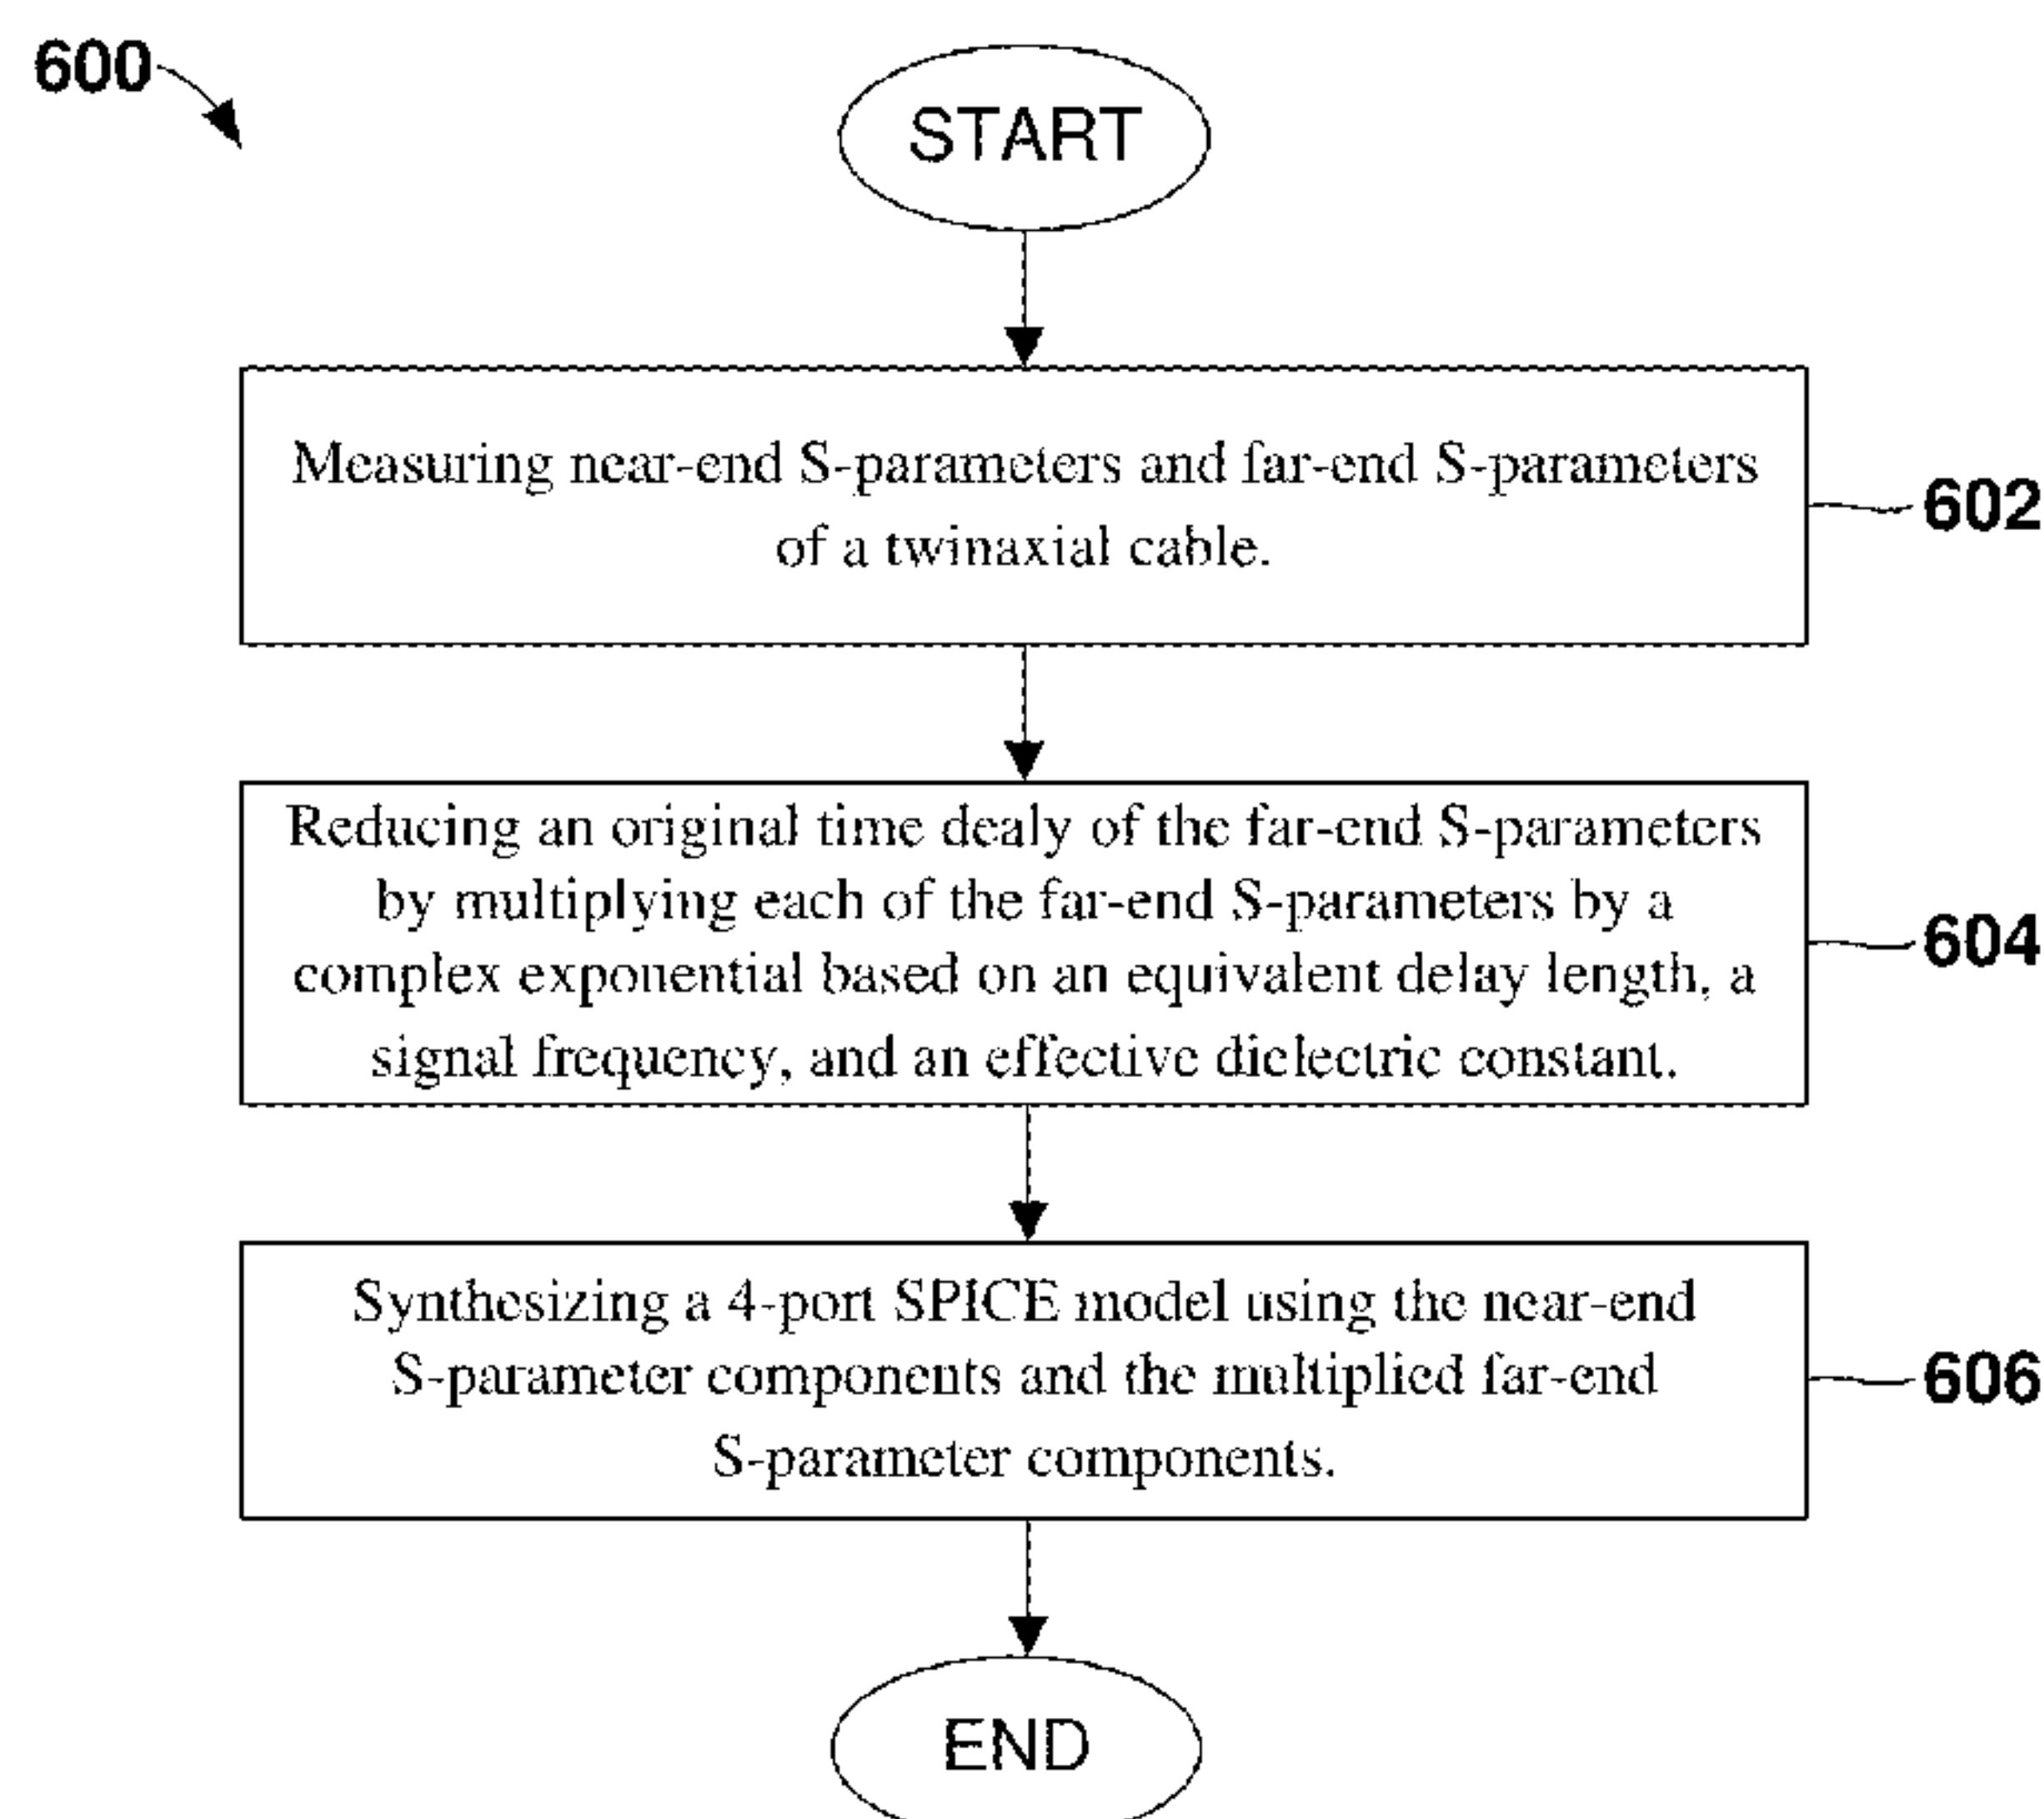 600
START
Measuring near-end S-parameters and far-end S-parameters
of a twinaxial cable.
602
Reducing an original time dealy of the far-end S-parameters
by multiplying each of the far-end S-parameters by a
complex exponential based on an equivalent delay length, a
signal frequency, and an effective dielectric constant.
604
Synthesizing a 4-port SPICE model using the near-end
S-parameter components and the multiplied far-end
S-parameter components.
606
END